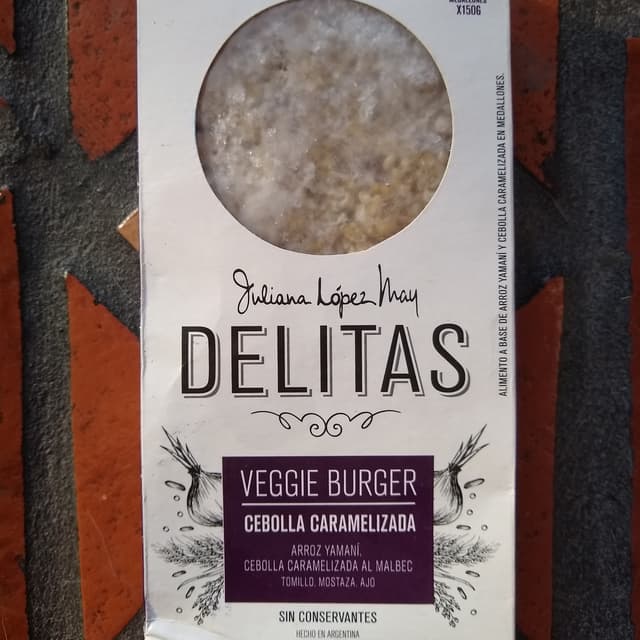 X150G
Juliana López May
DELITAS
VEGGIE BURGER
CEBOLLA CARAMELIZADA
ARROZ YAMANÍ,
CEBOLLA CARAMELIZADA AL MALBEC
TOMILLO, MOSTAZA, AJO
SIN CONSERVANTES
HECHO EN ARGENTINA
ALIMENTO A BASE DE ARROZ YAMANÍ Y CEBOLLA CARAMELIZADA EN MEDALLONES.